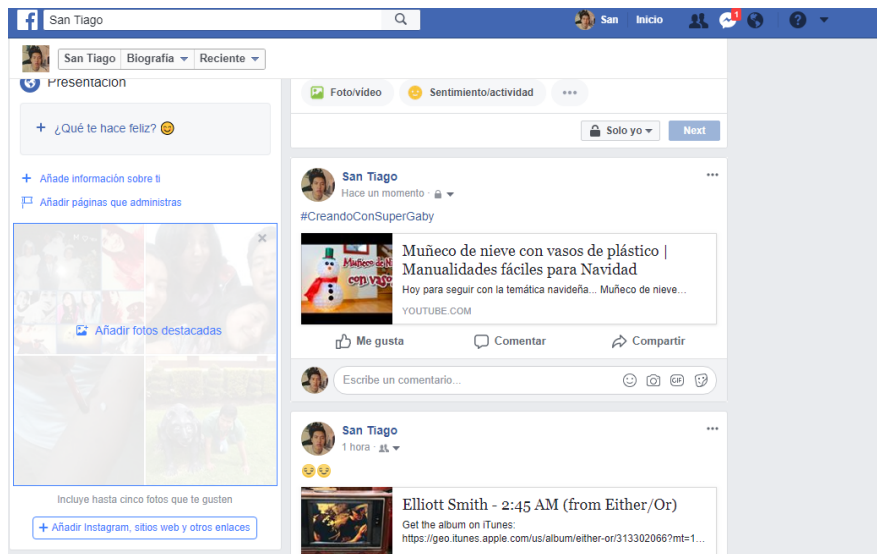 f San Tiago
San Inicio 1
San Tiago Biografía Reciente
Presentación
¿Qué te hace feliz?
Añade información sobre ti
Añadir páginas que administras
Añadir fotos destacadas
Incluye hasta cinco fotos que te gusten
+ Añadir Instagram, sitios web y otros enlaces
Foto/vídeo Sentimiento/actividad
Solo yo Next
San Tiago
Hace un momento ·
#CreandoConSuperGaby
Muñeco de N
con vaso
Muñeco de nieve con vasos de plástico |
Manualidades fáciles para Navidad
Hoy para seguir con la temática navideña... Muñeco de nieve...
YOUTUBE.COM
Me gusta Comentar Compartir
Escribe un comentario...
GIF
San Tiago
1 hora ·
Elliott Smith - 2:45 AM (from Either/Or)
Get the album on iTunes:
https://geo.itunes.apple.com/us/album/either-or/313302066?mt=1...